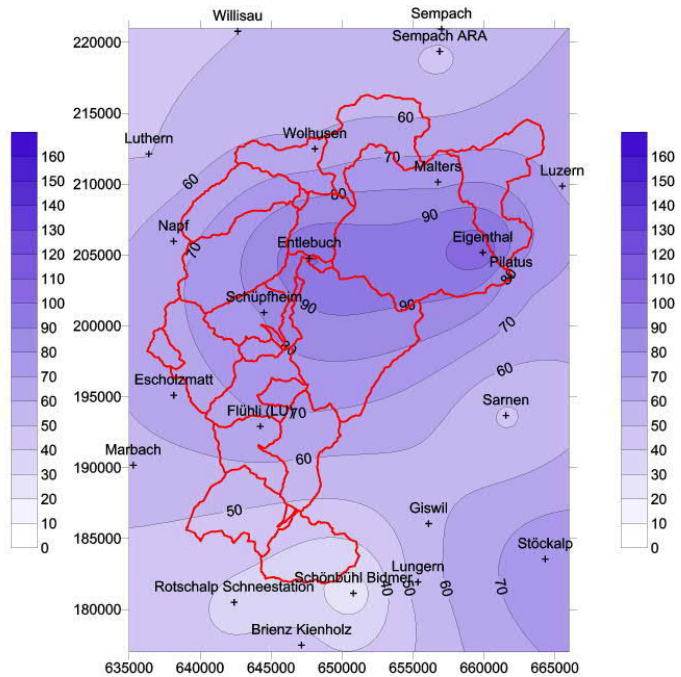 Willisau
Sempach
220000
Sempach ARA
215000
60
Wolhusen
Luthern
70
Malters
Luzern
210000
60
80
90
Napf
Entlebuch
Eigenthal
205000
70
Pilatus
80
Schüpfheim
90
90
200000
80
70
60
Escholzmatt
Sarnen
195000
Flühli (LU)
70
Marbach
60
190000
50
Giswil
185000
Stöckalp
Lungern
Rotschalp Schneestation
Schönbühl Bidmer
40
50
60
70
180000
Brienz Kienholz
635000 640000 645000 650000 655000 660000 665000
160
150
140
130
120
110
100
90
80
70
60
50
40
30
20
10
0
160
150
140
130
120
110
100
90
80
70
60
50
40
30
20
10
0